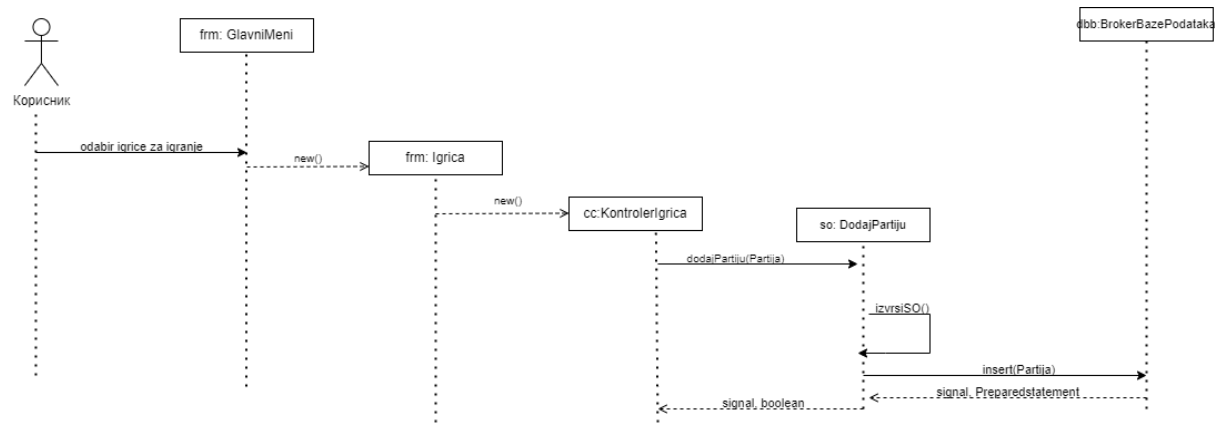 dbb:BrokerBazePodataka
frm: GlavniMeni
Корисник
odabir igrice za igranje
new()
frm: Igrica
new()
cc:KontrolerIgrica
so: DodajPartiju
dodajPartiju(Partija)
izvrsiSO()
insert(Partija)
signal, Preparedstatement
signal, boolean